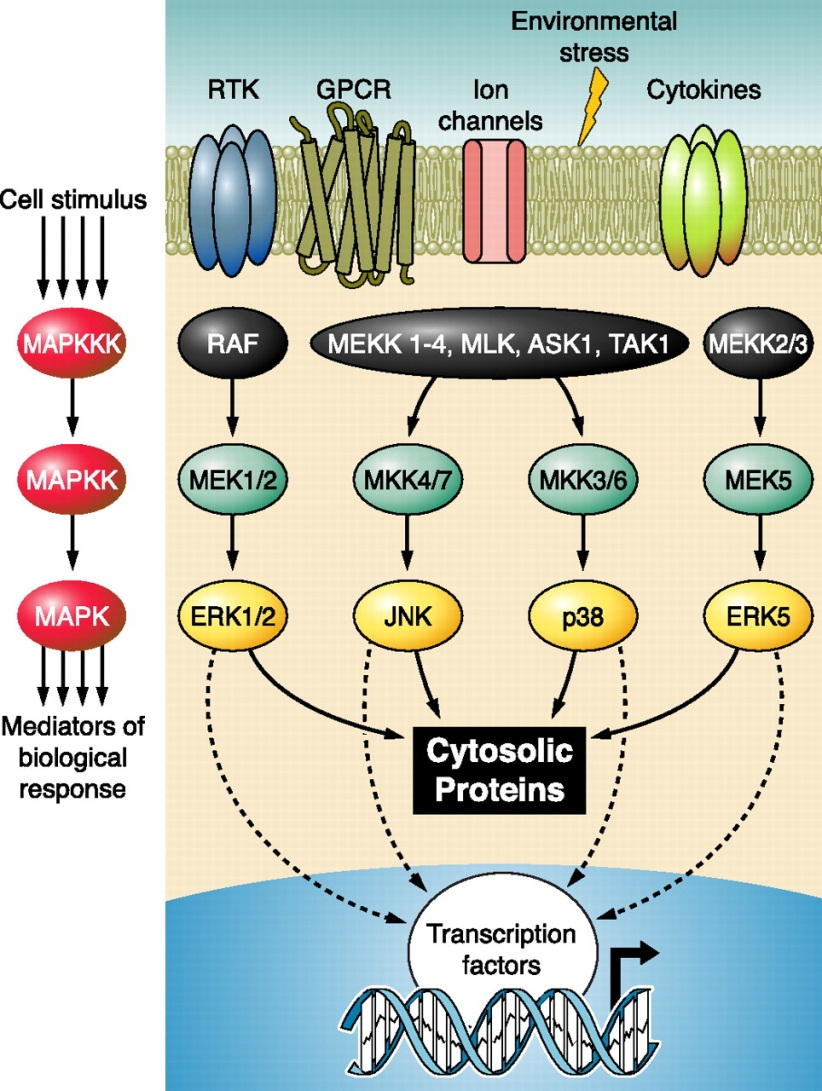 Environmental
stress
RTK
GPCR
Ion
channels
Cytokines
Cell stimulus
MAPKKK
RAF
MEKK 1-4, MLK, ASK1, TAK1
MEKK2/3
MAPKK
MEK1/2
MKK4/7
MKK3/6
MEK5
MAPK
ERK1/2
JNK
p38
ERK5
Mediators of
biological
response
Cytosolic
Proteins
Transcription
factors